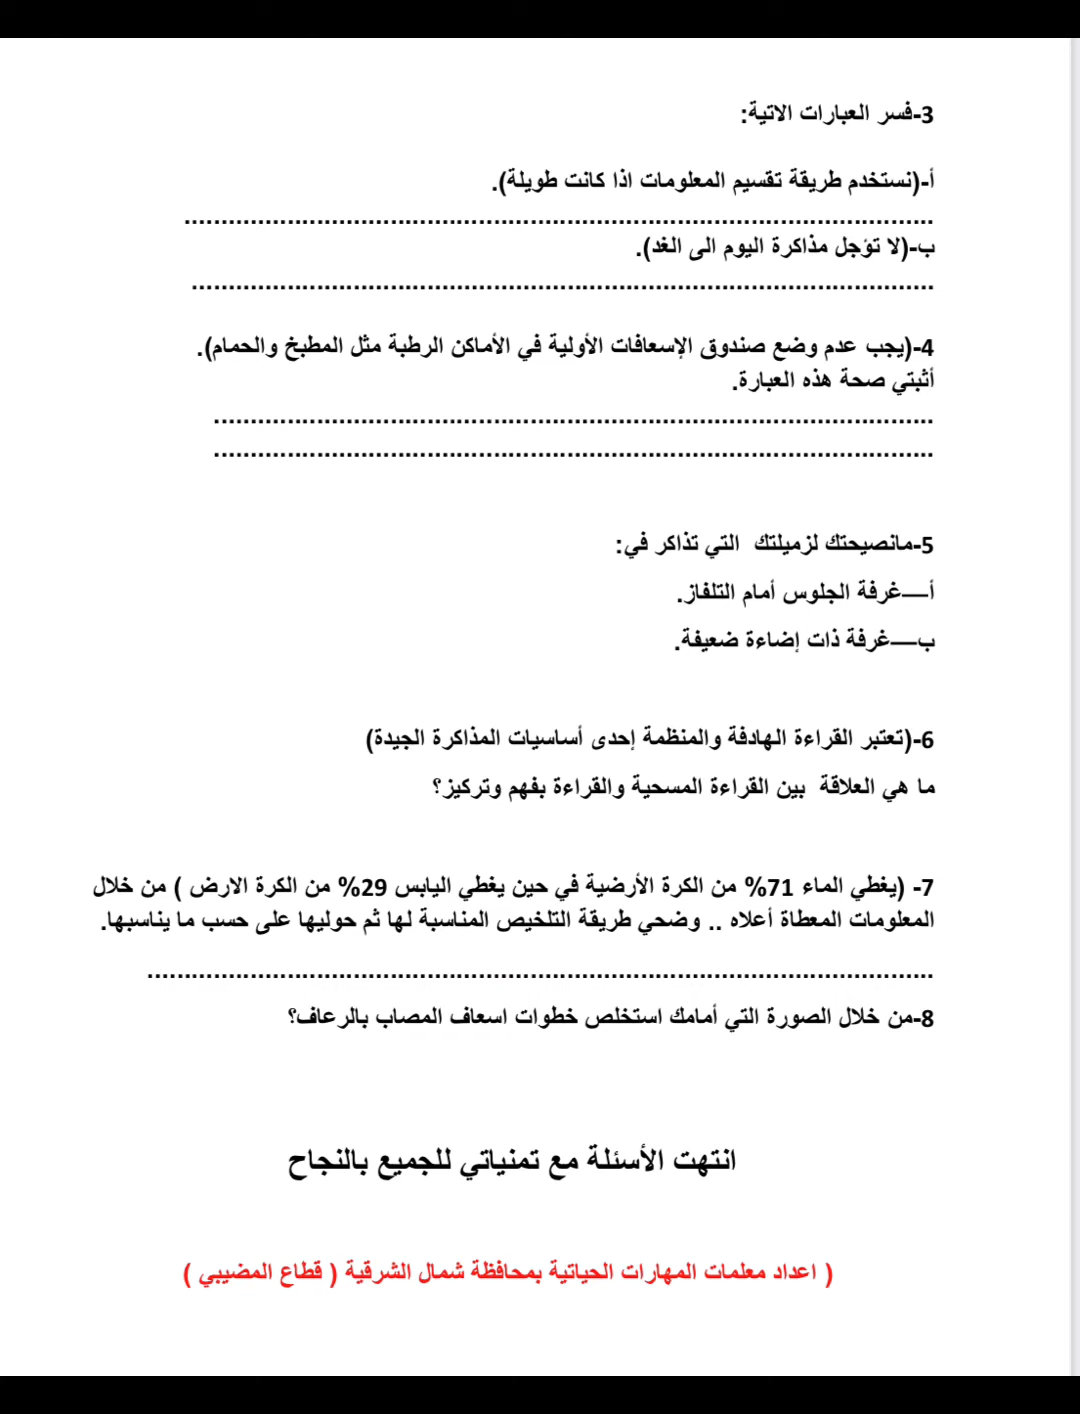 3-فسر العبارات الاتية:
أ-(نستخدم طريقة تقسيم المعلومات اذا كانت طويلة).
................................................................................................
ب-(لا تؤجل مذاكرة اليوم الى الغد).
................................................................................................
4-(يجب عدم وضع صندوق الإسعافات الأولية في الأماكن الرطبة مثل المطبخ والحمام).
أثبتي صحة هذه العبارة.
................................................................................................
................................................................................................
5-مانصيحتك لزميلتك التي تذاكر في:
أ—غرفة الجلوس أمام التلفاز.
ب—غرفة ذات إضاءة ضعيفة.
6-(تعتبر القراءة الهادفة والمنظمة إحدى أساسيات المذاكرة الجيدة)
ما هي العلاقة بين القراءة المسحية والقراءة بفهم وتركيز؟
7- (يغطي الماء 71% من الكرة الأرضية في حين يغطي اليابس 29% من الكرة الارض ) من خلال
المعلومات المعطاة أعلاه .. وضحي طريقة التلخيص المناسبة لها ثم حوليها على حسب ما يناسبها.
................................................................................................
8-من خلال الصورة التي أمامك استخلص خطوات اسعاف المصاب بالرعاف؟
انتهت الأسئلة مع تمنياتي للجميع بالنجاح
( اعداد معلمات المهارات الحياتية بمحافظة شمال الشرقية ( قطاع المضيبي )